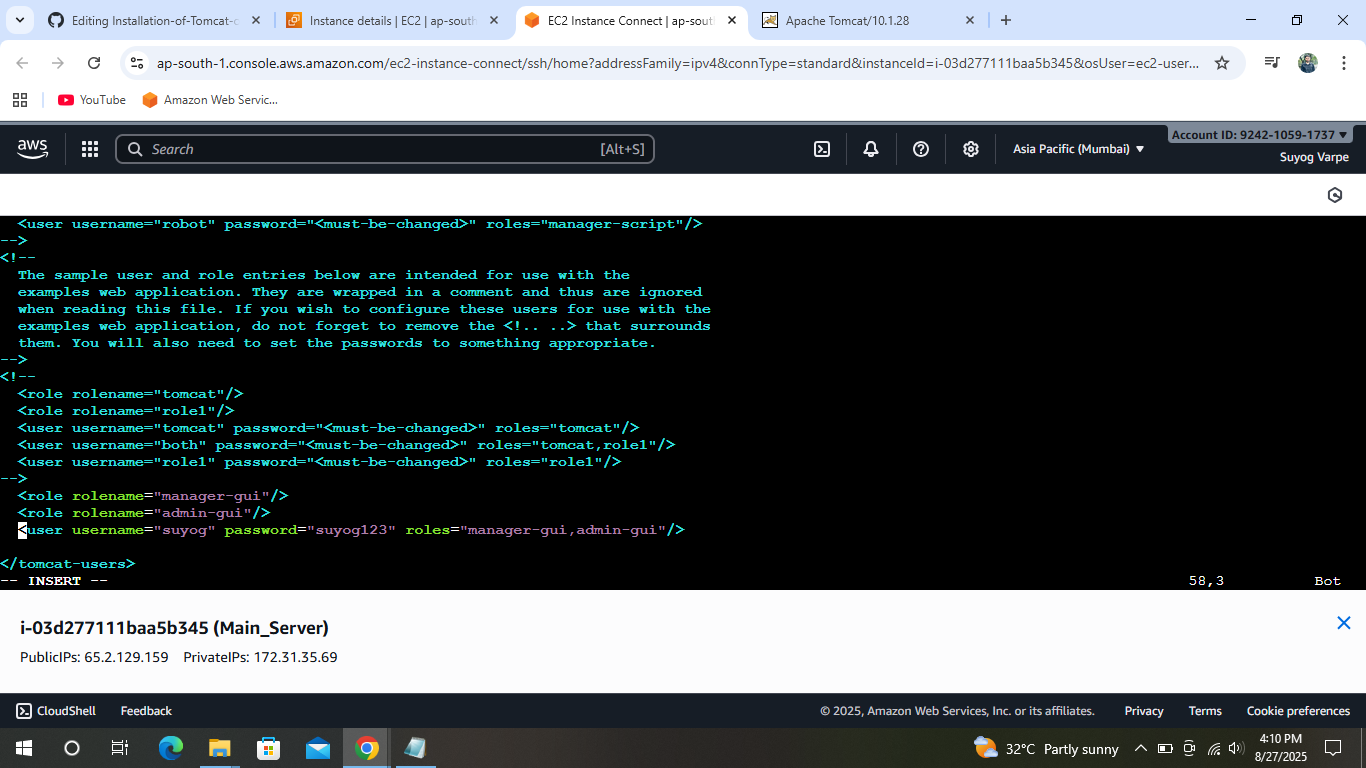 Editing Installation-of-Tomcat-c
Instance details | EC2 | ap-south
EC2 Instance Connect | ap-sout
Apache Tomcat/10.1.28
ap-south-1.console.aws.amazon.com/ec2-instance-connect/ssh/home?addressFamily=ipv4&connType=standard&instanceId=i-03d277111baa5b345&osUser=ec2-user...
YouTube
Amazon Web Servic...
aws
Search
[Alt+S]
Asia Pacific (Mumbai)
Account ID: 9242-1059-1737
Suyog Varpe
<user username="robot" password="<must-be-changed>" roles="manager-script"/>
-->
<!--
The sample user and role entries below are intended for use with the
examples web application. They are wrapped in a comment and thus are ignored
when reading this file. If you wish to configure these users for use with the
examples web application, do not forget to remove the <!.. ..> that surrounds
them. You will also need to set the passwords to something appropriate.
-->
<!--
<role rolename="tomcat"/>
<role rolename="role1"/>
<user username="tomcat" password="<must-be-changed>" roles="tomcat"/>
<user username="both" password="<must-be-changed>" roles="tomcat,role1"/>
<user username="role1" password="<must-be-changed>" roles="role1"/>
-->
<role rolename="manager-gui"/>
<role rolename="admin-gui"/>
<user username="suyog" password="suyog123" roles="manager-gui,admin-gui"/>
</tomcat-users>
-- INSERT --
58,3
Bot
i-03d277111baa5b345 (Main_Server)
PublicIPs: 65.2.129.159 PrivateIPs: 172.31.35.69
CloudShell
Feedback
© 2025, Amazon Web Services, Inc. or its affiliates.
Privacy
Terms
Cookie preferences
32°C Partly sunny
4:10 PM
8/27/2025